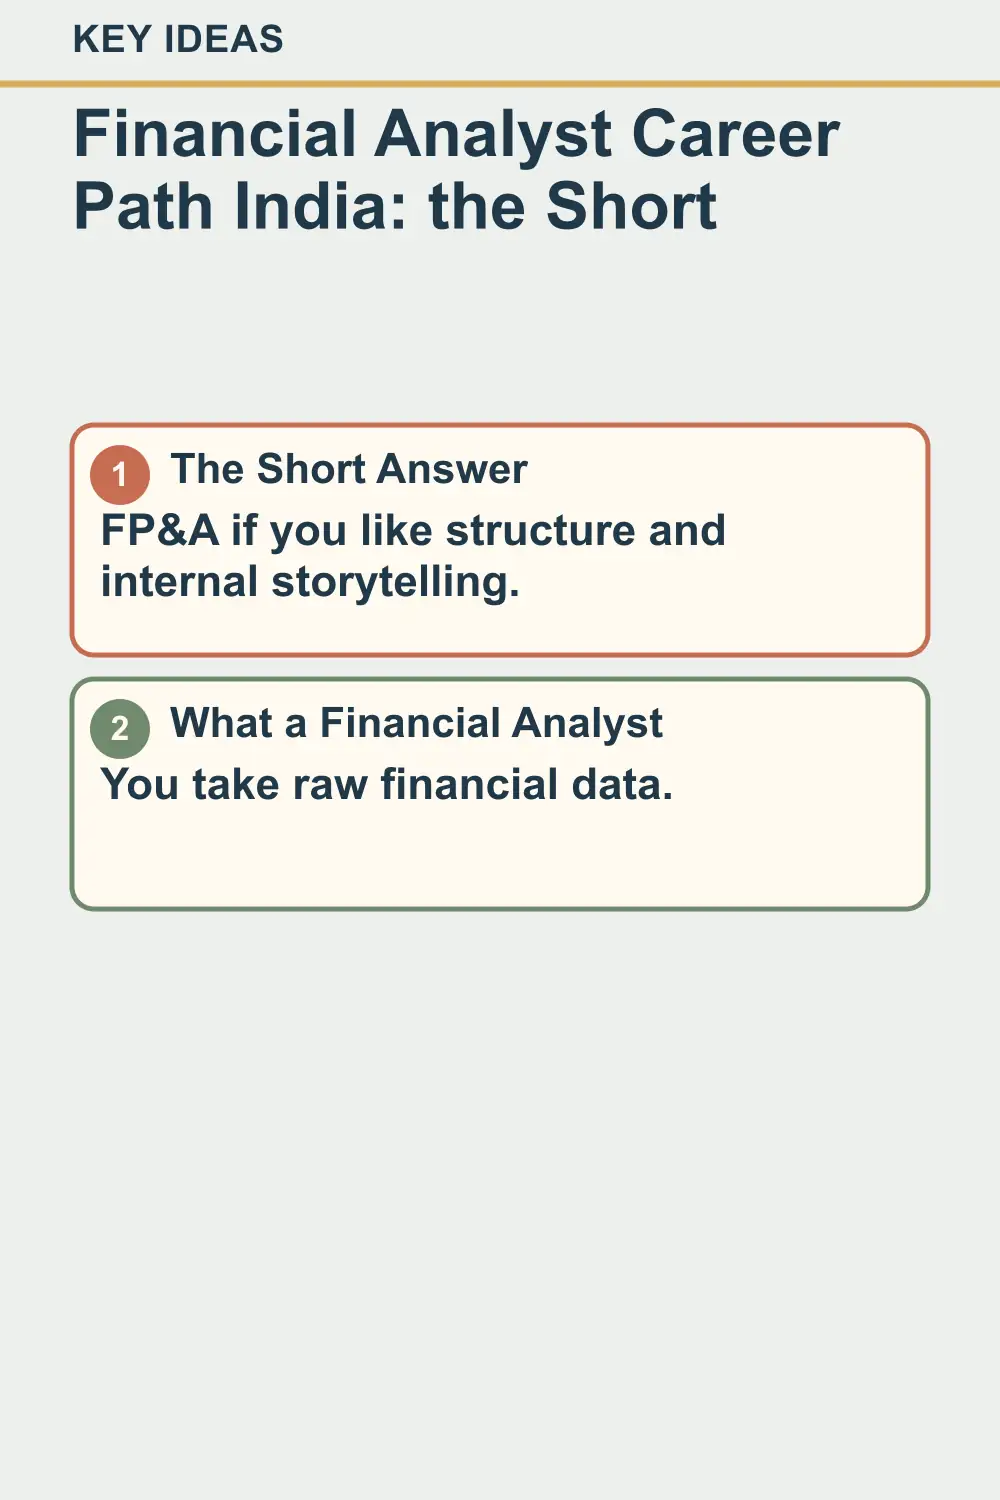 KEY IDEAS
Financial Analyst Career
Path India: the Short
1 The Short Answer
FP&A if you like structure and
internal storytelling.
2 What a Financial Analyst
You take raw financial data.